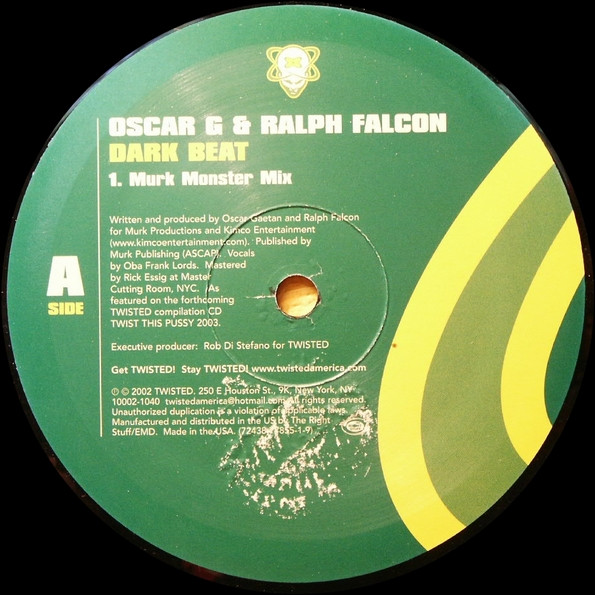 OSCAR G & RALPH FALCON
DARK BEAT
1. Murk Monster Mix
Written and produced by Oscar Gaetan and Ralph Falcon
for Murk Productions and Kimco Entertainment
(www.kimcoentertainment.com). Published by
Murk Publishing (ASCAP). Vocals
by Oba Frank Lords. Mastered
by Rick Essig at Master
Cutting Room, NYC. As
featured on the forthcoming
TWISTED compilation CD
TWIST THIS PUSSY 2003.
A
SIDE
Executive producer: Rob Di Stefano for TWISTED
Get TWISTED! Stay TWISTED! www.twistedamerica.com
℗ © 2002 TWISTED. 250 E Houston St., 9K, New York, NY
10002-1040 twistedamerica@hotmail.com All rights reserved.
Unauthorized duplication is a violation of applicable laws.
Manufactured and distributed in the US by The Right
Stuff/EMD. Made in the USA. (72438-77855-1-9)